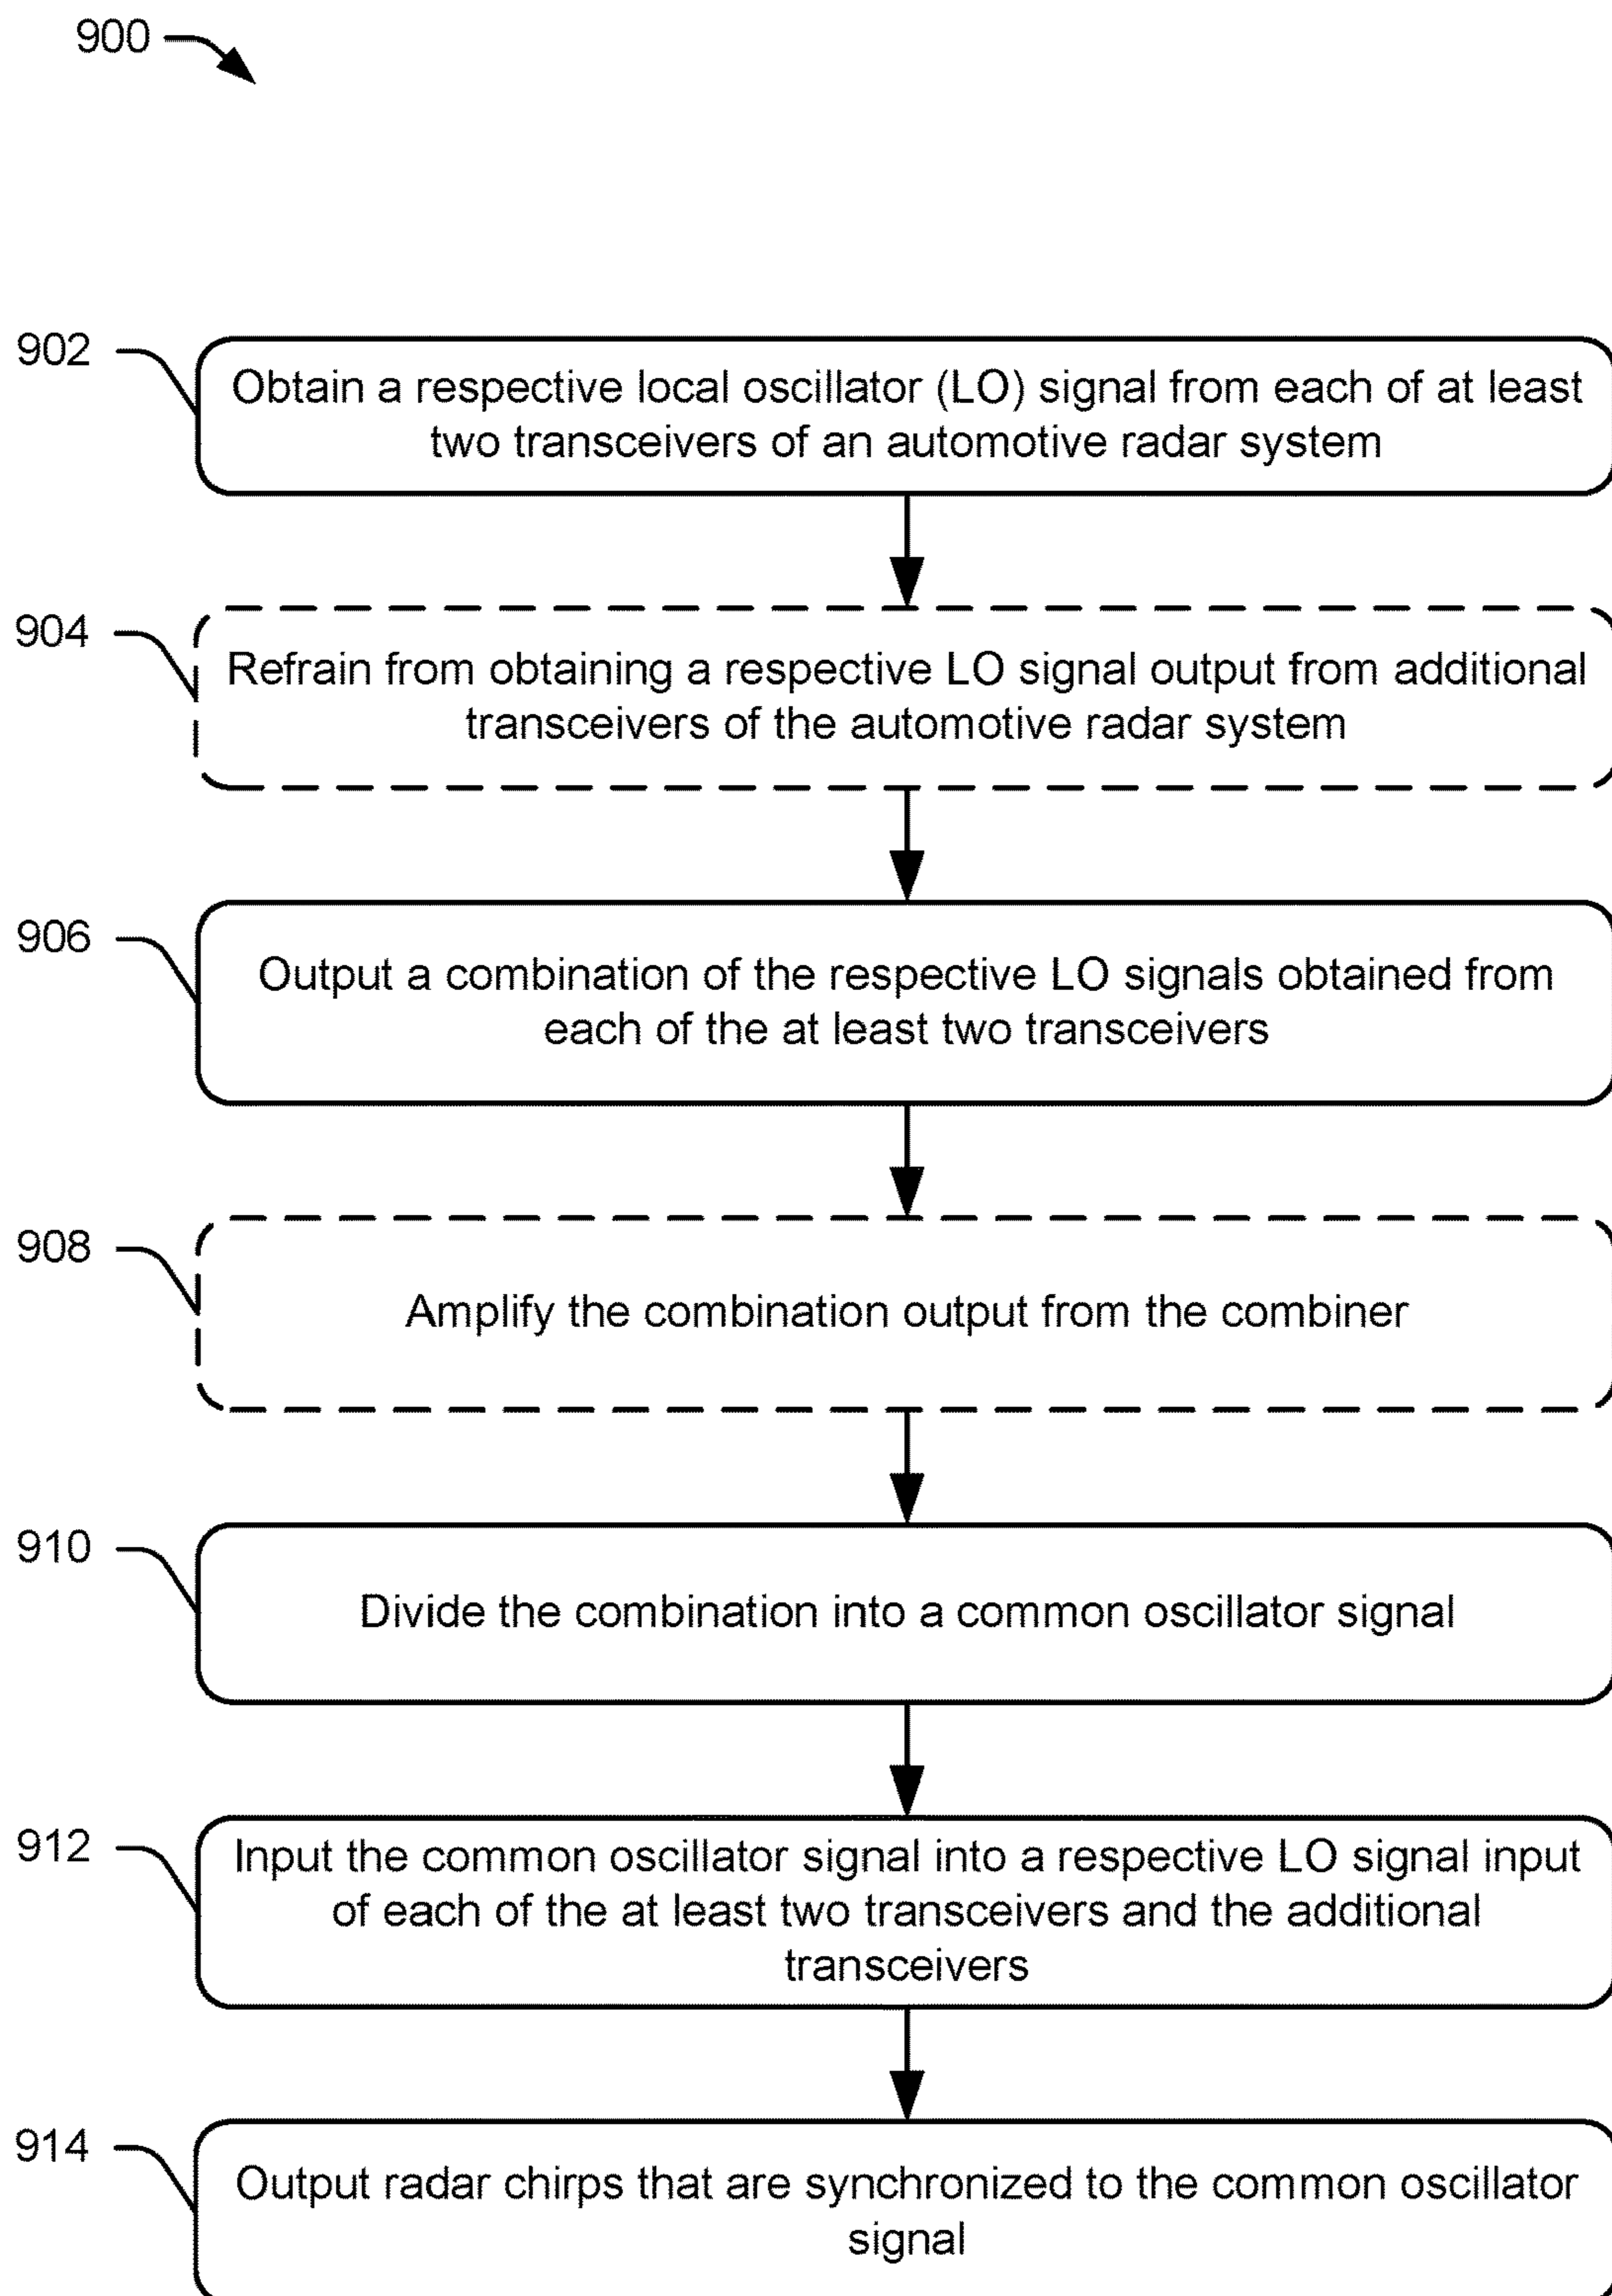 900
902
Obtain a respective local oscillator (LO) signal from each of at least
two transceivers of an automotive radar system
904
Refrain from obtaining a respective LO signal output from additional
transceivers of the automotive radar system
906
Output a combination of the respective LO signals obtained from
each of the at least two transceivers
908
Amplify the combination output from the combiner
910
Divide the combination into a common oscillator signal
912
Input the common oscillator signal into a respective LO signal input
of each of the at least two transceivers and the additional
transceivers
914
Output radar chirps that are synchronized to the common oscillator
signal